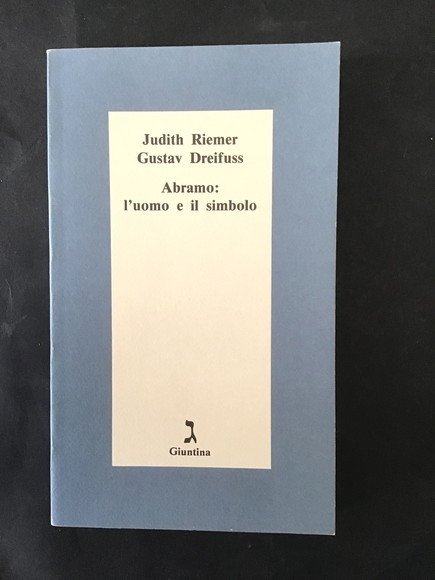 Judith Riemer
Gustav Dreifuss
Abramo:
l'uomo e il simbolo
ג
Giuntina